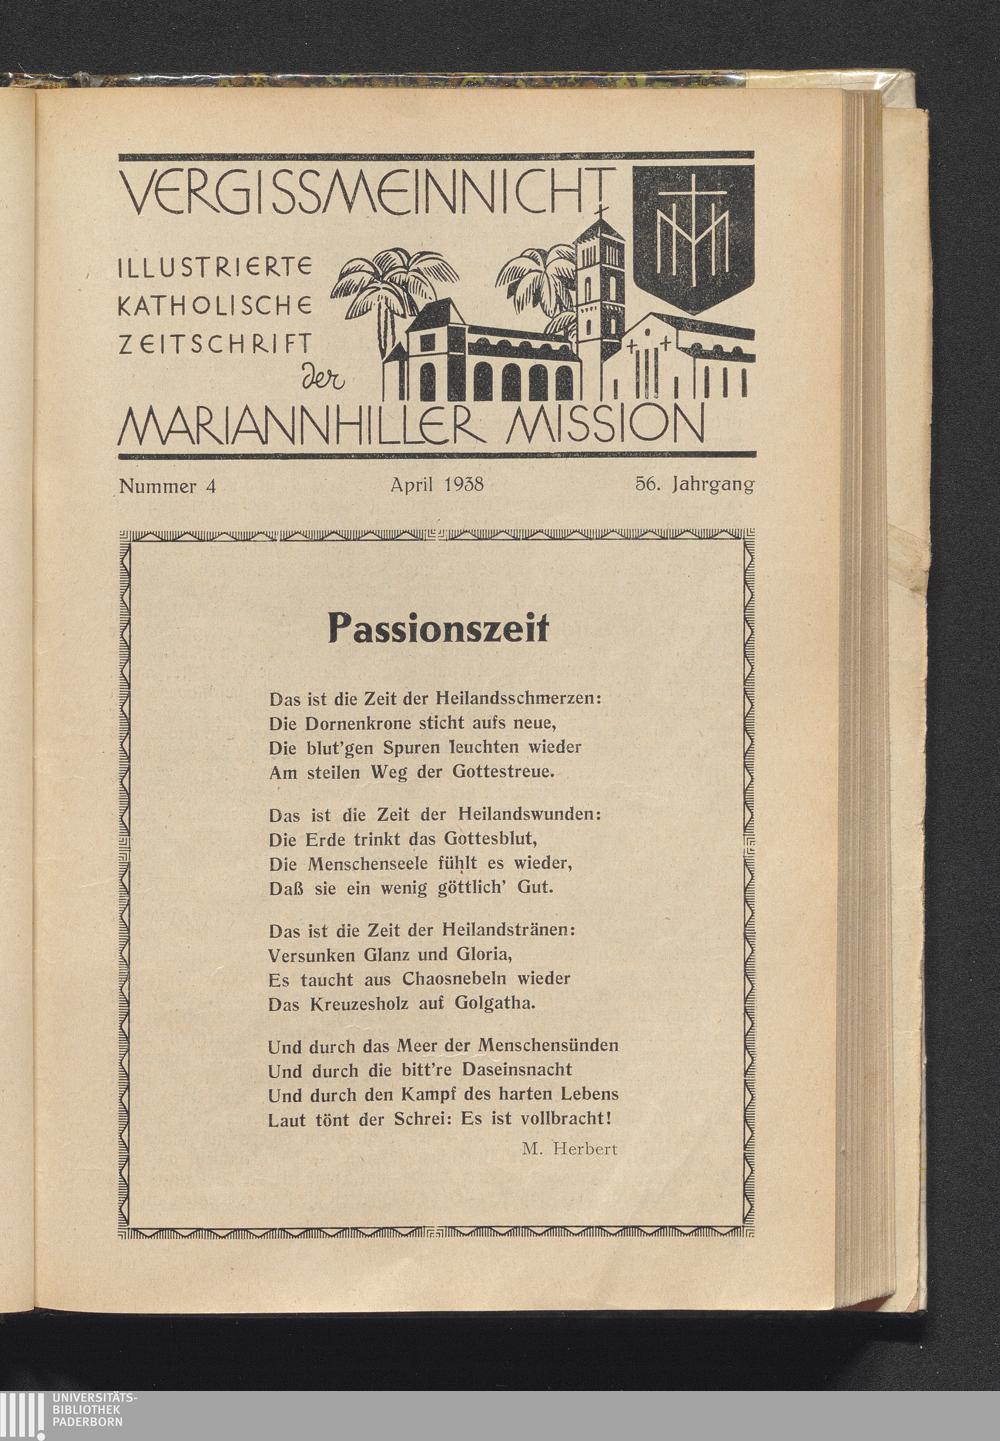 VERGISSMEINNICHT
ILLUSTRIERTE
KATHOLISCHE
ZEITSCHRIFT
der
MARIANNHILLER MISSION
Nummer 4 April 1938 56. Jahrgang
Passionszeit
Das ist die Zeit der Heilandsschmerzen:
Die Dornenkrone sticht aufs neue,
Die blut'gen Spuren leuchten wieder
Am steilen Weg der Gottestreue.
Das ist die Zeit der Heilandswunden:
Die Erde trinkt das Gottesblut,
Die Menschenseele fühlt es wieder,
Daß sie ein wenig göttlich' Gut.
Das ist die Zeit der Heilandstränen:
Versunken Glanz und Gloria,
Es taucht aus Chaosnebeln wieder
Das Kreuzesholz auf Golgatha.
Und durch das Meer der Menschensünden
Und durch die bitt're Daseinsnacht
Und durch den Kampf des harten Lebens
Laut tönt der Schrei: Es ist vollbracht!
M. Herbert
UNIVERSITÄTS-
BIBLIOTHEK
PADERBORN